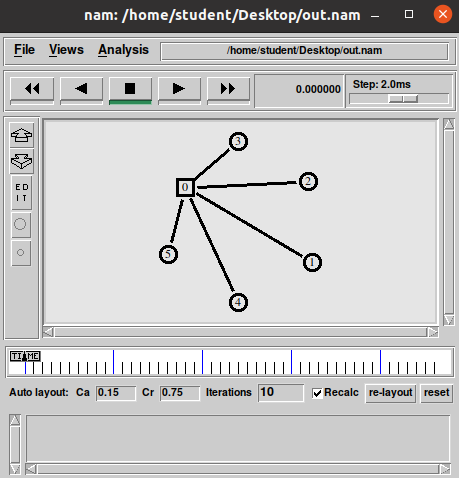 nam: /home/student/Desktop/out.nam
File Views Analysis /home/student/Desktop/out.nam
0.000000 Step: 2.0ms
ED
IT
3
2
0
5
1
4
TIME
Auto layout: Ca 0.15 Cr 0.75 Iterations 10 Recalc re-layout reset